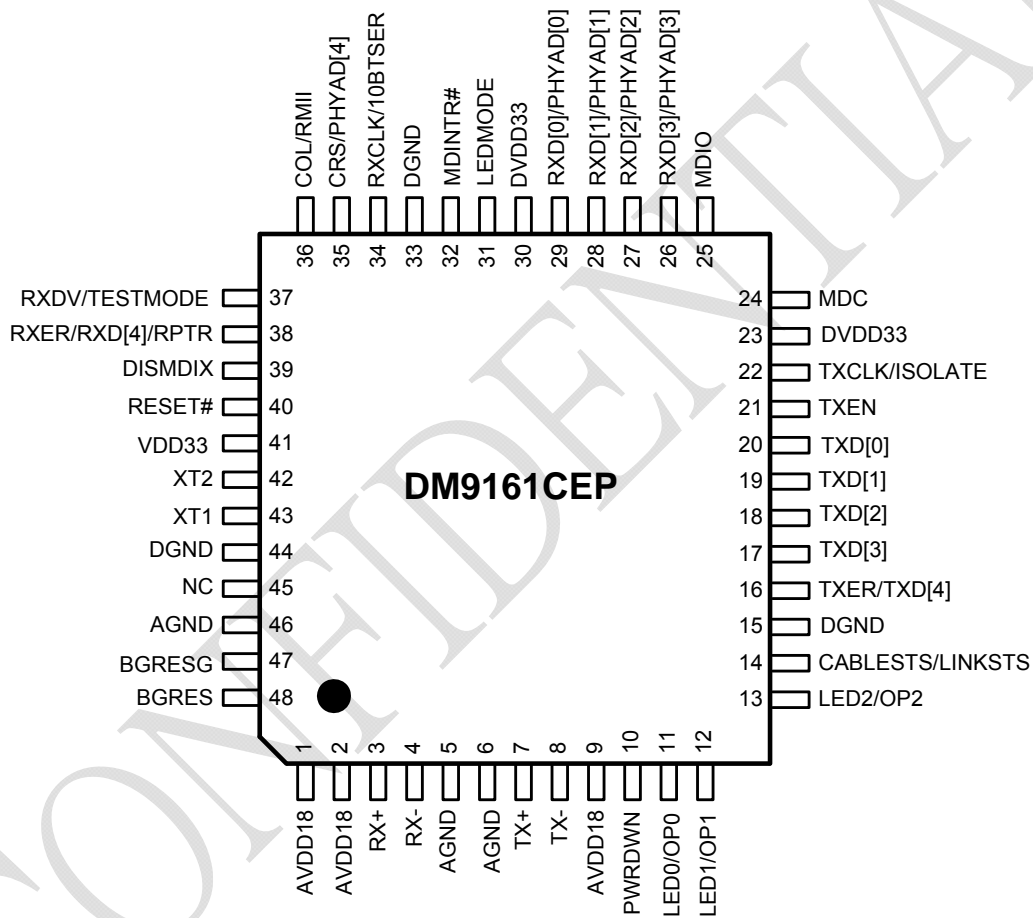 COL/RMII
CRS/PHYAD[4]
RXCLK/10BTSER
DGND
MDINTR#
LEDMODE
DVDD33
RXD[0]/PHYAD[0]
RXD[1]/PHYAD[1]
RXD[2]/PHYAD[2]
RXD[3]/PHYAD[3]
MDIO
36 35 34 33 32 31 30 29 28 27 26 25
RXDV/TESTMODE 37
RXER/RXD[4]/RPTR 38
DISMDIX 39
RESET# 40
VDD33 41
XT2 42
XT1 43
DGND 44
NC 45
AGND 46
BGRESG 47
BGRES 48
DM9161CEP
24 MDC
23 DVDD33
22 TXCLK/ISOLATE
21 TXEN
20 TXD[0]
19 TXD[1]
18 TXD[2]
17 TXD[3]
16 TXER/TXD[4]
15 DGND
14 CABLESTS/LINKSTS
13 LED2/OP2
1 2 3 4 5 6 7 8 9 10 11 12
AVDD18
AVDD18
RX+
RX-
AGND
AGND
TX+
TX-
AVDD18
PWRDWN
LED0/OP0
LED1/OP1
CONFIDENTIA